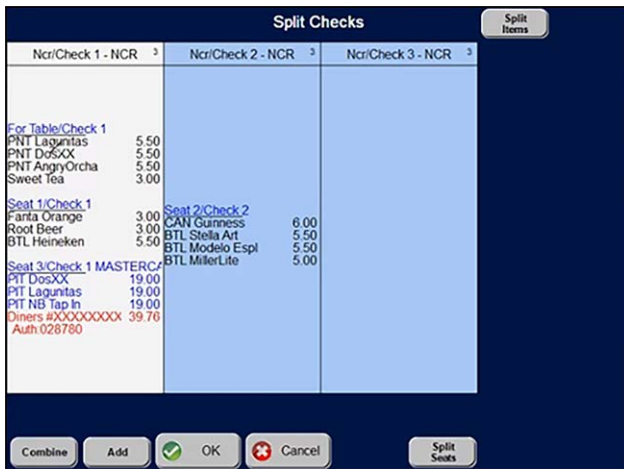 Split Checks
Split
Items
Ncr/Check 1 - NCR 3
Ncr/Check 2 - NCR 3
Ncr/Check 3 - NCR 3
For Table/Check 1
PNT Lagunitas 5.50
PNT DosXX 5.50
PNT AngryOrcha 5.50
Sweet Tea 3.00
Seat 1/Check 1
Fanta Orange 3.00
Root Beer 3.00
BTL Heineken 5.50
Seat 3/Check 1 MASTERCA
PIT DosXX 19.00
PIT Lagunitas 19.00
PIT NB Tap In 19.00
Diners #XXXXXXXX 39.76
Auth:028780
Seat 2/Check 2
CAN Guinness 6.00
BTL Stella Art 5.50
BTL Modelo Espl 5.50
BTL MillerLite 5.00
Combine
Add
OK
Cancel
Split
Seats